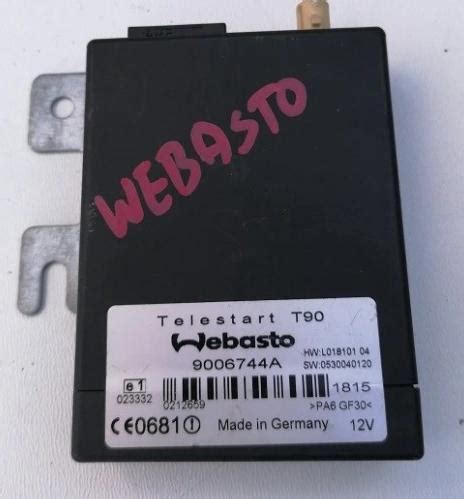 WEBASTO
Telestart T90
Webasto
9006744A
HW:L018101 04
SW:0530040120
e1
023332
0212659
1815
>PA6 GF30<
CE0681
Made in Germany
12V